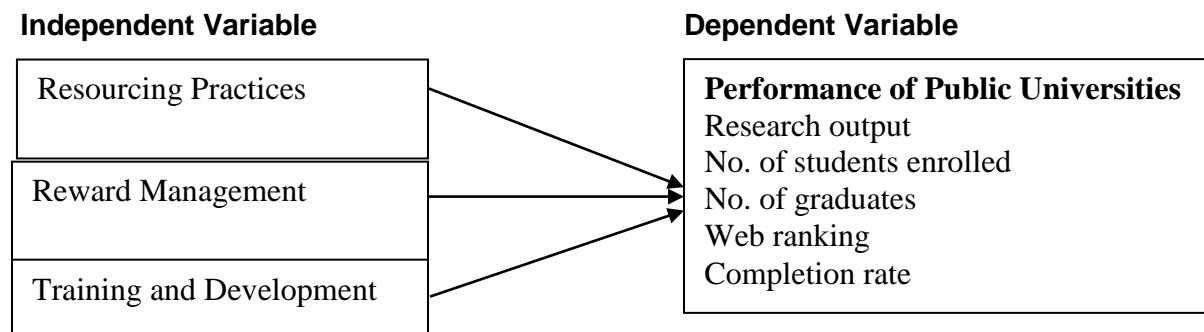 Independent Variable
Resourcing Practices
Reward Management
Training and Development
Dependent Variable
Performance of Public Universities
Research output
No. of students enrolled
No. of graduates
Web ranking
Completion rate